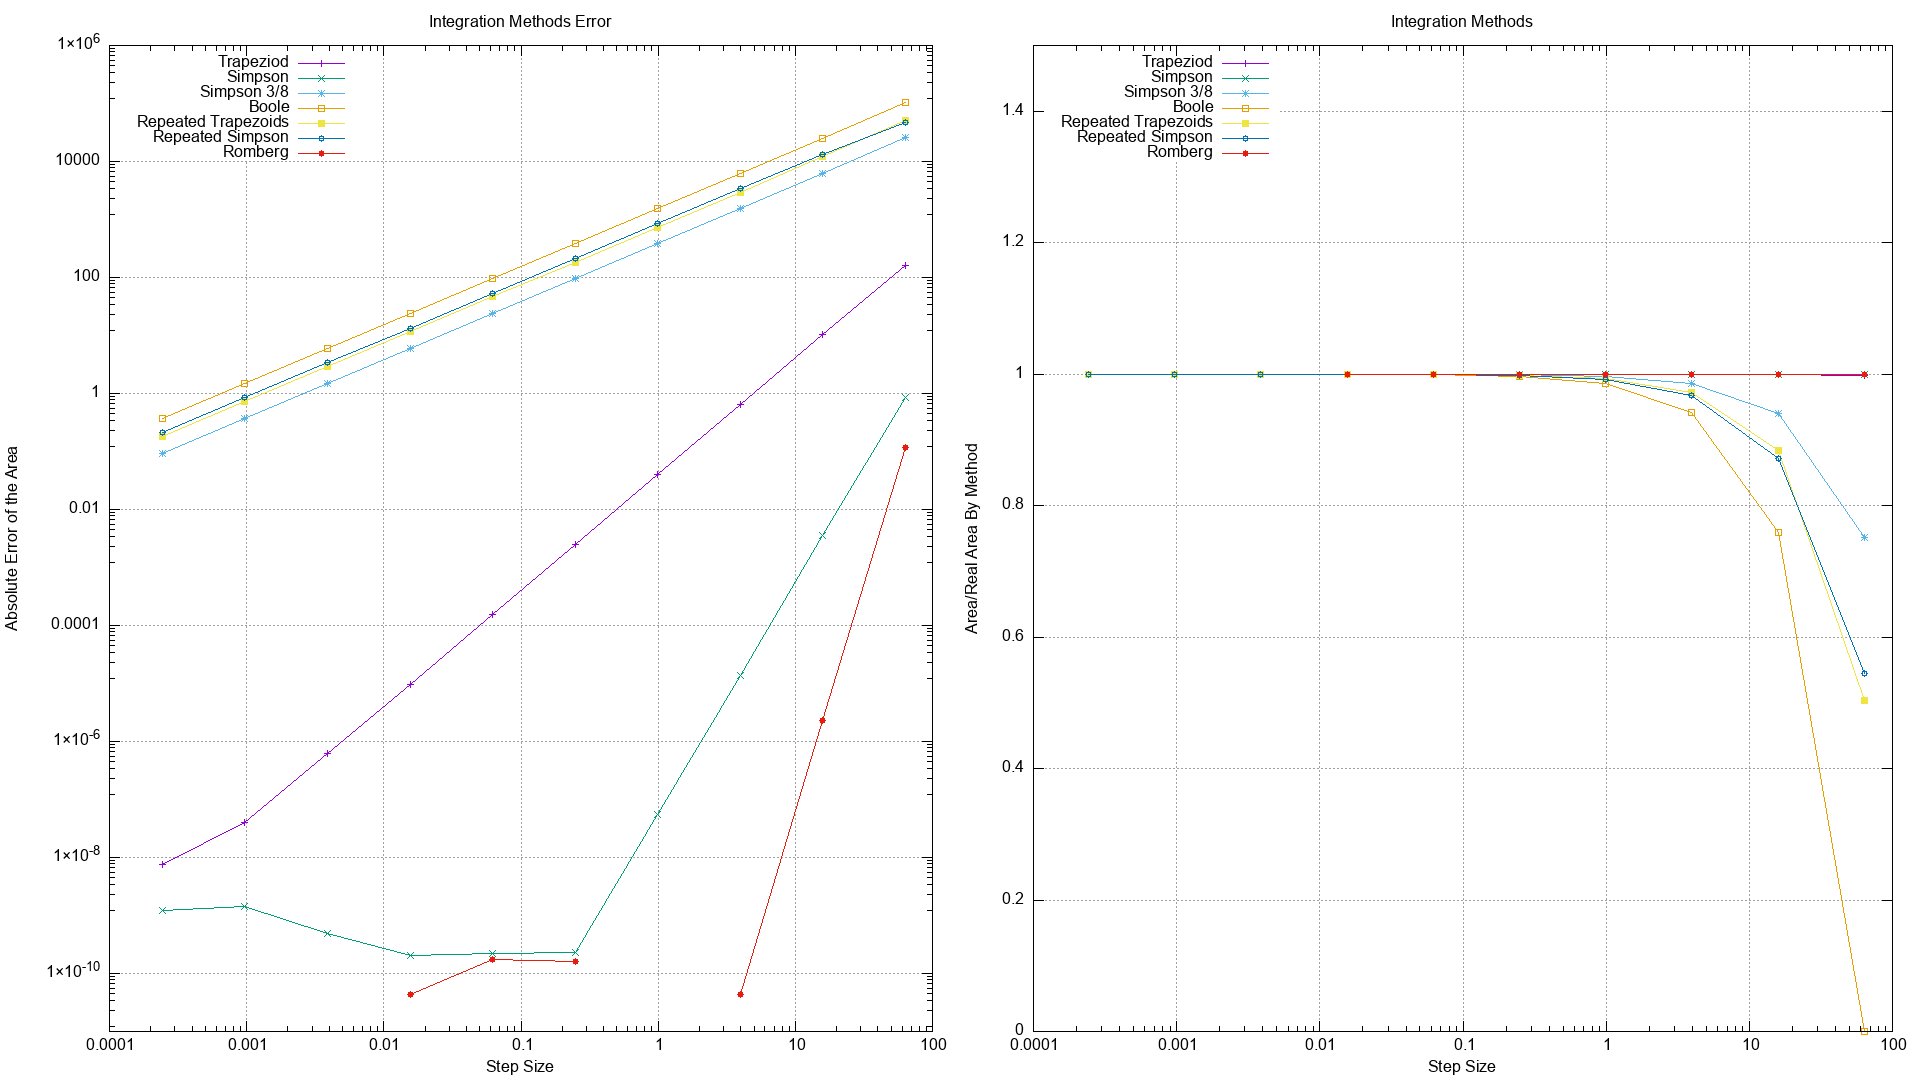 Integration Methods Error
1×10^6
10000
100
1
0.01
0.0001
1×10^-6
1×10^-8
1×10^-10
0.0001 0.001 0.01 0.1 1 10 100
Absolute Error of the Area
Step Size
Trapeziod
Simpson
Simpson 3/8
Boole
Repeated Trapezoids
Repeated Simpson
Romberg
Integration Methods
1.4
1.2
1
0.8
0.6
0.4
0.2
0
0.0001 0.001 0.01 0.1 1 10 100
Area/Real Area By Method
Step Size
Trapeziod
Simpson
Simpson 3/8
Boole
Repeated Trapezoids
Repeated Simpson
Romberg